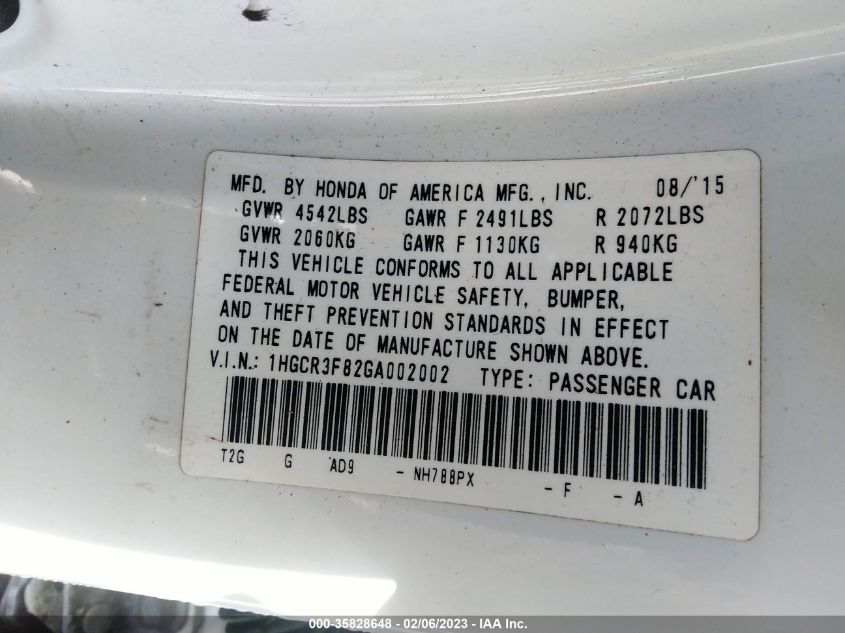 MFD. BY HONDA OF AMERICA MFG., INC. 08/'15
GVWR 4542LBS GAWR F 2491LBS R 2072LBS
GVWR 2060KG GAWR F 1130KG R 940KG
THIS VEHICLE CONFORMS TO ALL APPLICABLE
FEDERAL MOTOR VEHICLE SAFETY, BUMPER,
AND THEFT PREVENTION STANDARDS IN EFFECT
ON THE DATE OF MANUFACTURE SHOWN ABOVE.
V.I.N.: 1HGCR3F82GA002002 TYPE: PASSENGER CAR
T2G G AD9 - NH788PX - F - A
000-35828648 - 02/06/2023 - IAA Inc.